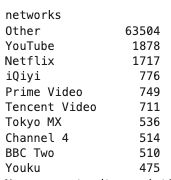 networks
Other 63504
YouTube 1878
Netflix 1717
iQiyi 776
Prime Video 749
Tencent Video 711
Tokyo MX 536
Channel 4 514
BBC Two 510
Youku 475